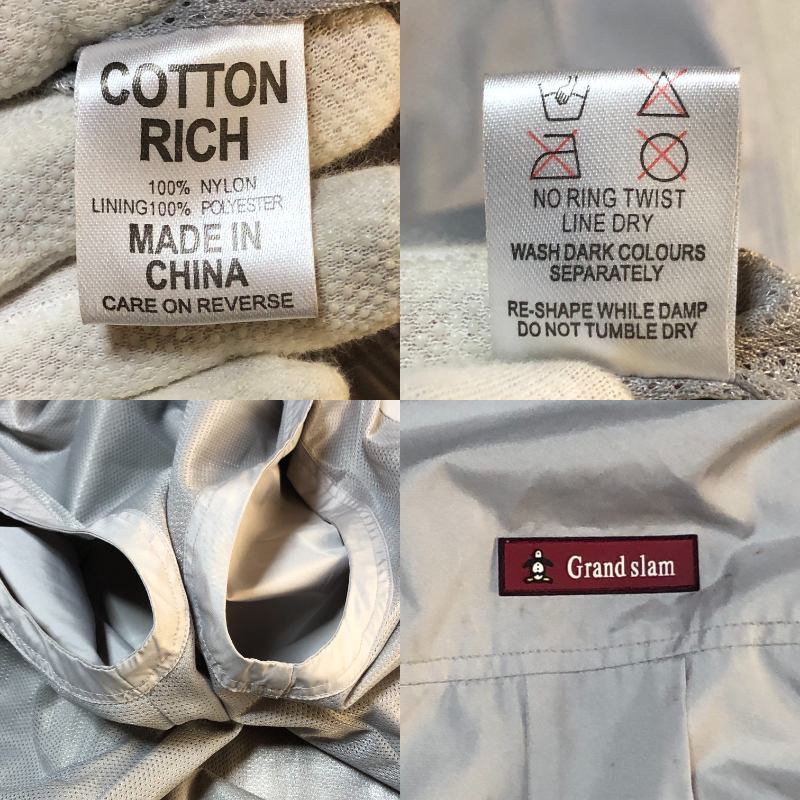 COTTON
RICH
100% NYLON
LINING100% POLYESTER
MADE IN
CHINA
CARE ON REVERSE
NO RING TWIST
LINE DRY
WASH DARK COLOURS
SEPARATELY
RE-SHAPE WHILE DAMP
DO NOT TUMBLE DRY
Grand slam